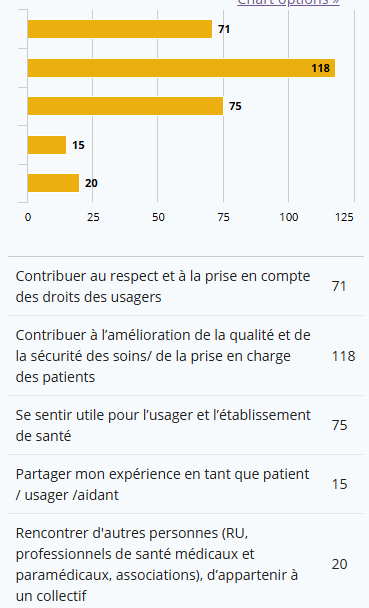 Chart options »
71
118
75
15
20
0 25 50 75 100 125
Contribuer au respect et à la prise en compte
des droits des usagers
71
Contribuer à l’amélioration de la qualité et de
la sécurité des soins/ de la prise en charge
des patients
118
Se sentir utile pour l’usager et l’établissement
de santé
75
Partager mon expérience en tant que patient
/ usager /aidant
15
Rencontrer d'autres personnes (RU,
professionnels de santé médicaux et
paramédicaux, associations), d’appartenir à
un collectif
20